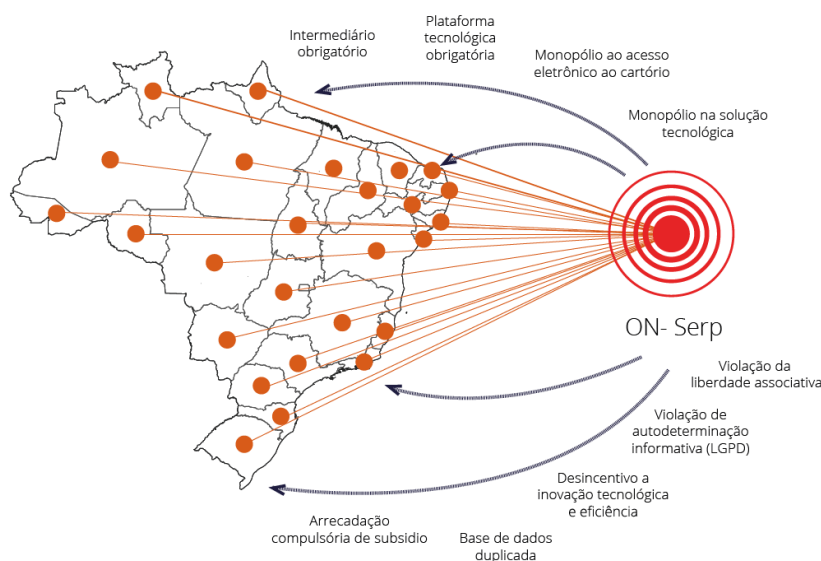 Intermediário
obrigatório
Plataforma
tecnológica
obrigatória
Monopólio ao acesso
eletrônico ao cartório
Monopólio na solução
tecnológica
ON- Serp
Violação da
liberdade associativa
Violação de
autodeterminação
informativa (LGPD)
Desincentivo a
inovação tecnológica
e eficiência
Arrecadação
compulsória de subsidio
Base de dados
duplicada